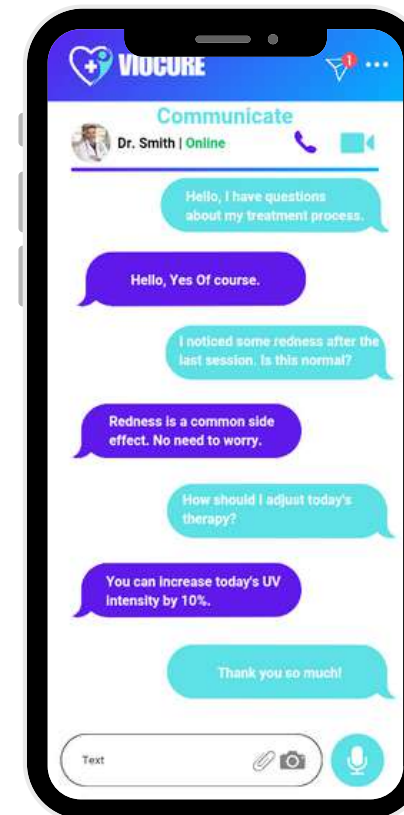 VIOCURE
1
Communicate
Dr. Smith | Online
Hello, I have questions
about my treatment process.
Hello, Yes Of course.
I noticed some redness after the
last session. Is this normal?
Redness is a common side
effect. No need to worry.
How should I adjust today's
therapy?
You can increase today's UV
intensity by 10%.
Thank you so much!
Text